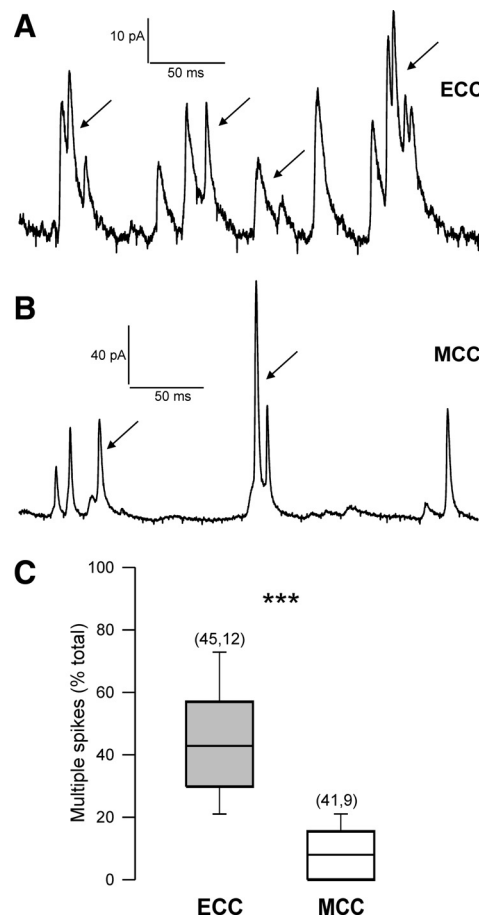 A
10 pA
50 ms
ECC
B
40 pA
50 ms
MCC
C
Multiple spikes (% total)
100
80
60
40
20
0
***
(45,12)
(41,9)
ECC
MCC